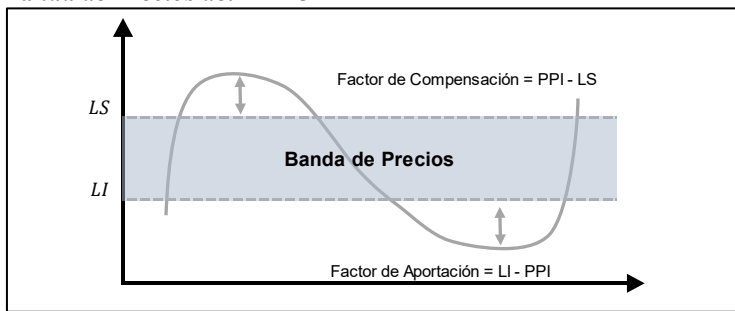 Factor de Compensación = PPI - LS
LS
Banda de Precios
LI
Factor de Aportación = LI - PPI